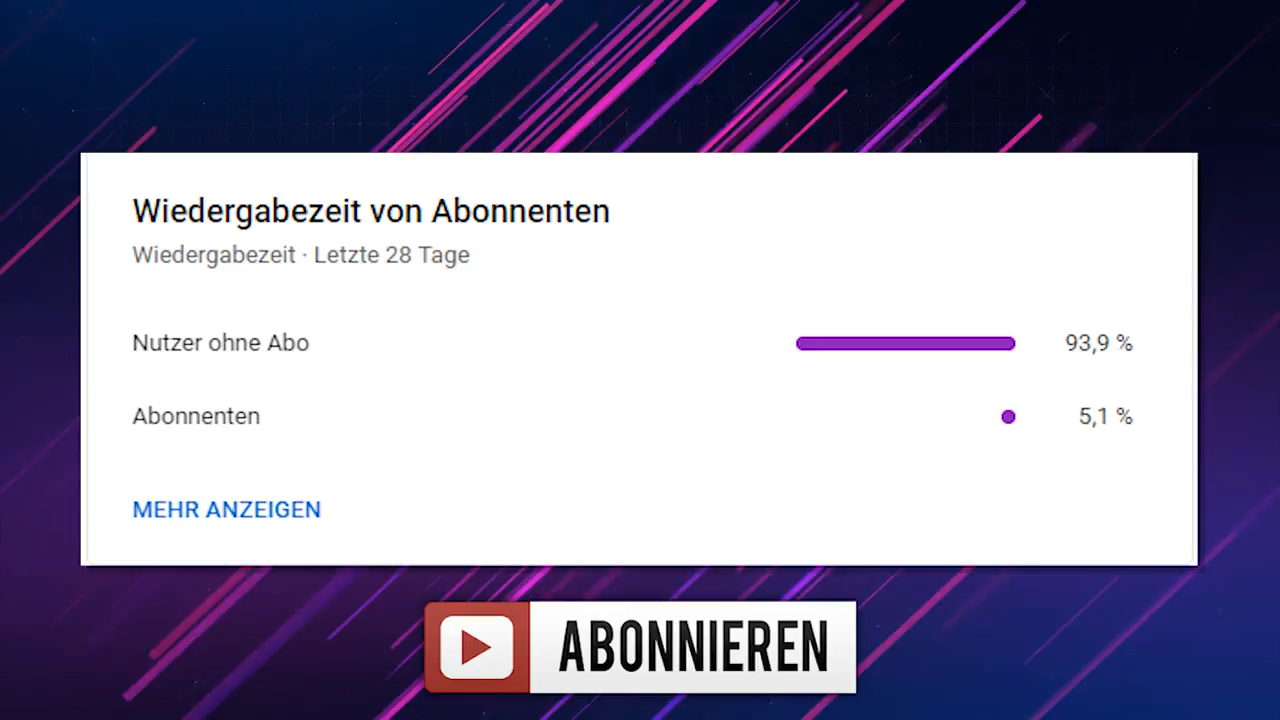 Wiedergabezeit von Abonnenten
Wiedergabezeit · Letzte 28 Tage
Nutzer ohne Abo 93,9 %
Abonnenten 5,1 %
MEHR ANZEIGEN
ABONNIEREN